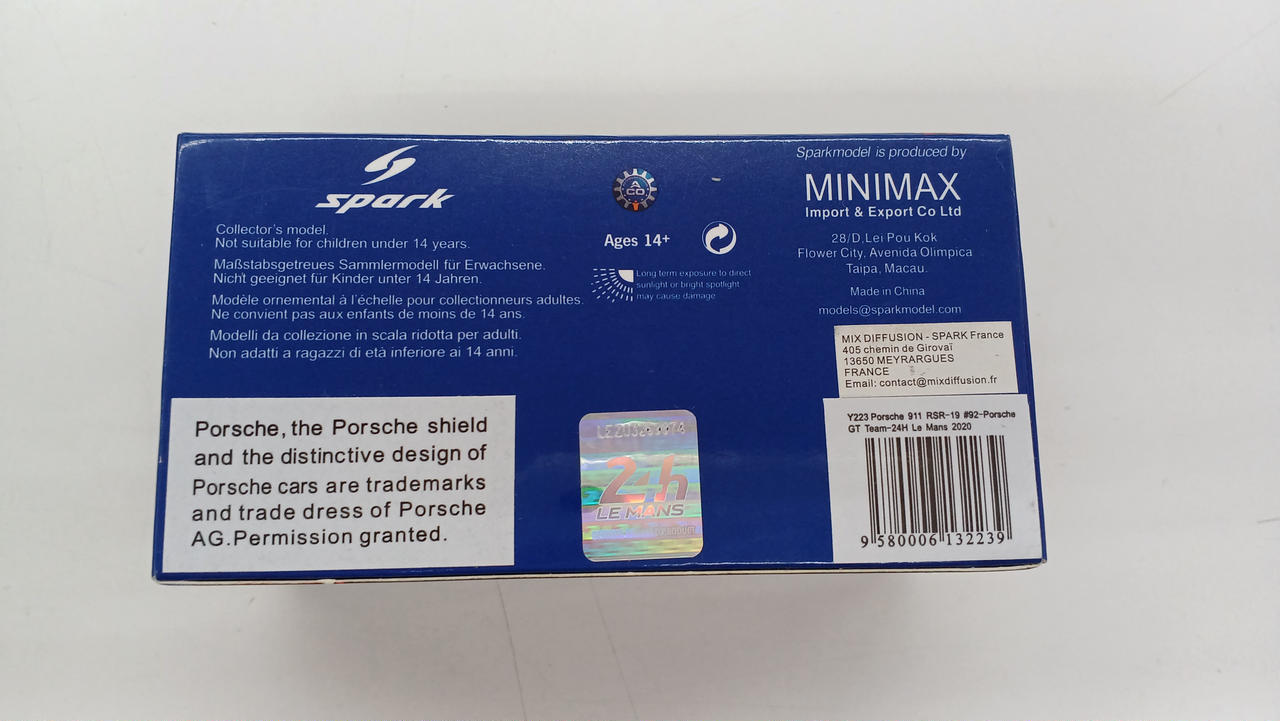 spark
Collector's model.
Not suitable for children under 14 years.
Maßstabsgetreues Sammlermodell für Erwachsene.
Nicht geeignet für Kinder unter 14 Jahren.
Modèle ornemental à l'échelle pour collectionneurs adultes.
Ne convient pas aux enfants de moins de 14 ans.
Modelli da collezione in scala ridotta per adulti.
Non adatti a ragazzi di età inferiore ai 14 anni.
ACO
Ages 14+
Long term exposure to direct
sunlight or bright spotlight
may cause damage
Sparkmodel is produced by
MINIMAX
Import & Export Co Ltd
28/D, Lei Pou Kok
Flower City, Avenida Olimpica
Taipa, Macau.
Made in China
models@sparkmodel.com
MIX DIFFUSION - SPARK France
405 chemin de Girovaï
13650 MEYRARGUES
FRANCE
Email: contact@mixdiffusion.fr
Porsche, the Porsche shield
and the distinctive design of
Porsche cars are trademarks
and trade dress of Porsche
AG.Permission granted.
24h
LE MANS
Y223 Porsche 911 RSR-19 #92-Porsche
GT Team-24H Le Mans 2020
9 580006 132239